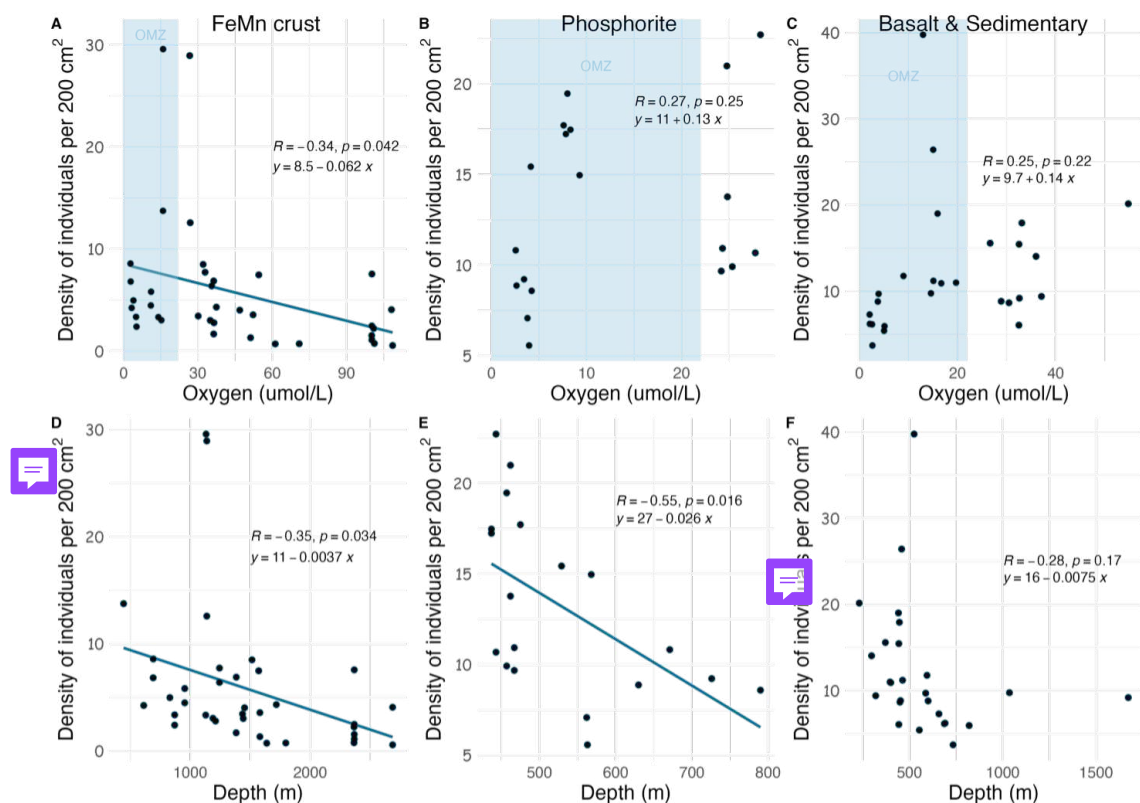 A
FeMn crust
OMZ
Density of indviduals per 200 cm²
30
20
10
0
R = −0.34, p = 0.042
y = 8.5 − 0.062 x
0
30
60
90
Oxygen (umol/L)
B
Phosphorite
OMZ
Density of indviduals per 200 cm²
20
15
10
5
R = 0.27, p = 0.25
y = 11 + 0.13 x
0
10
20
Oxygen (umol/L)
C
Basalt & Sedimentary
OMZ
Density of indviduals per 200 cm²
40
30
20
10
R = 0.25, p = 0.22
y = 9.7 + 0.14 x
0
20
40
Oxygen (umol/L)
D
Density of indviduals per 200 cm²
30
20
10
0
R = −0.35, p = 0.034
y = 11 − 0.0037 x
1000
2000
Depth (m)
E
Density of indviduals per 200 cm²
20
15
10
5
R = −0.55, p = 0.016
y = 27 − 0.026 x
500
600
700
800
Depth (m)
F
Density of per 200 cm²
40
30
20
10
R = −0.28, p = 0.17
y = 16 − 0.0075 x
500
1000
1500
Depth (m)